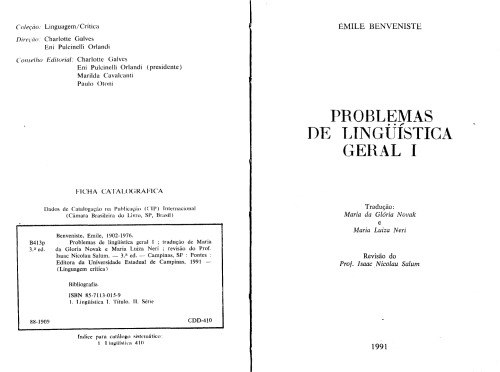 Coleção: Linguagem/Crítica
Direção: Charlotte Galves
Eni Pulcinelli Orlandi
Conselho Editorial: Charlotte Galves
Eni Pulcinelli Orlandi (presidente)
Marilda Cavalcanti
Paulo Otoni
FICHA CATALOGRAFICA
Dados de Catalogação na Publicação (CIP) Internacional
(Câmara Brasileira do Livro, SP, Brasil)
Benveniste, Émile, 1902-1976.
B413p Problemas de lingüística geral I ; tradução de Maria
3.ª ed. da Gloria Novak e Maria Luiza Neri ; revisão do Prof.
Isaac Nicolau Salum. — 3.ª ed. — Campinas, SP : Pontes :
Editora da Universidade Estadual de Campinas, 1991 —
(Linguagem crítica)
Bibliografia.
ISBN 85-7113-015-9
1. Lingüística I. Título. II. Série
88-1909 CDD-410
Índice para catálogo sistemático:
1 Lingüística 410
ÉMILE BENVENISTE
PROBLEMAS
DE LINGÜÍSTICA
GERAL I
Tradução:
Maria da Glória Novak
e
Maria Luiza Neri
Revisão do
Prof. Isaac Nicolau Salum
1991